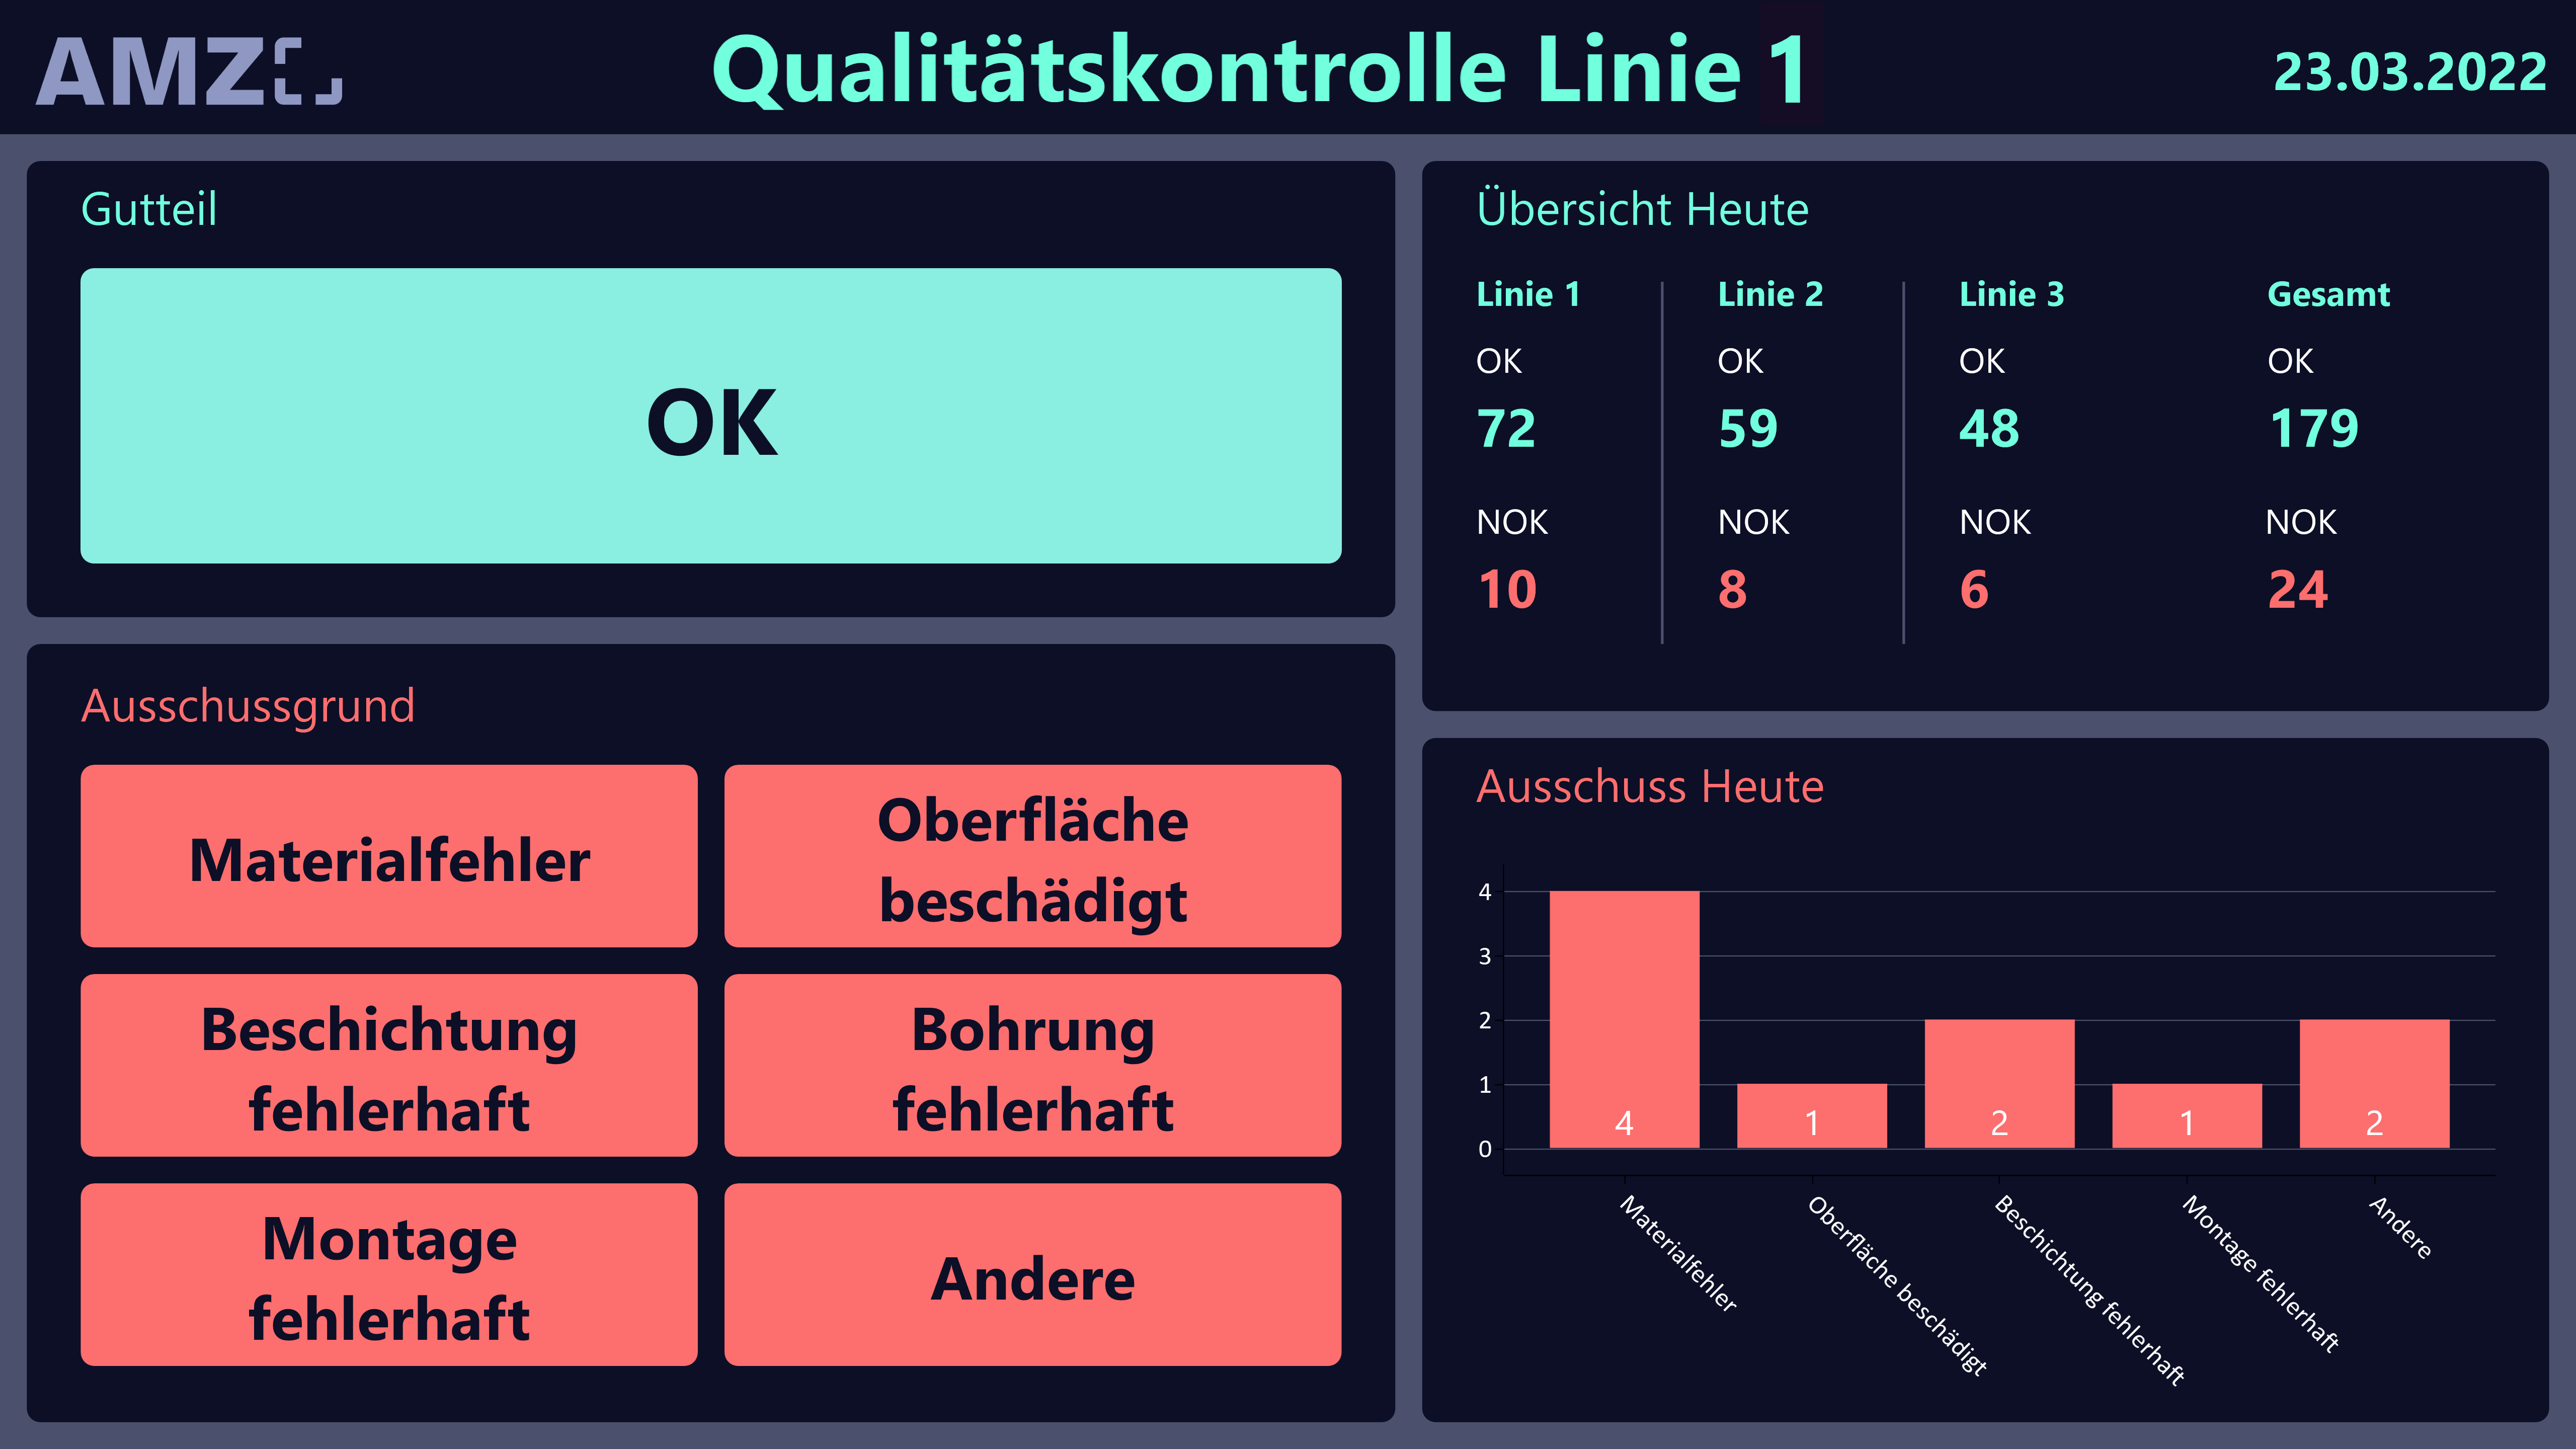 AMZ
Qualitätskontrolle Linie 1
23.03.2022
Gutteil
OK
Ausschussgrund
Materialfehler
Oberfläche
beschädigt
Beschichtung
fehlerhaft
Bohrung
fehlerhaft
Montage
fehlerhaft
Andere
Übersicht Heute
Linie 1
Linie 2
Linie 3
Gesamt
OK
OK
OK
OK
72
59
48
179
NOK
NOK
NOK
NOK
10
8
6
24
Ausschuss Heute
4
3
2
1
0
4
1
2
1
2
Materialfehler
Oberfläche beschädigt
Beschichtung fehlerhaft
Montage fehlerhaft
Andere